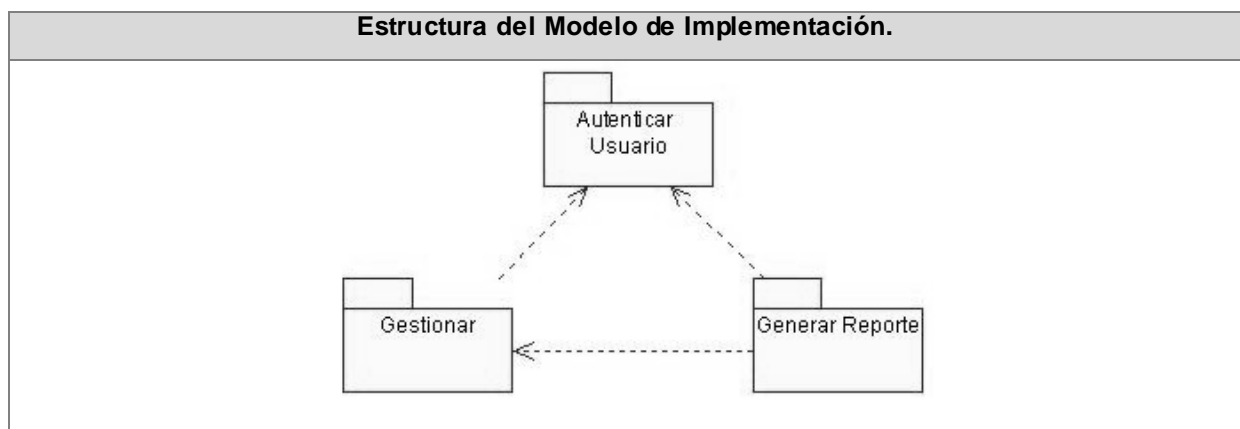 Estructura del Modelo de Implementación.
Autenticar
Usuario
Gestionar
Generar Reporte